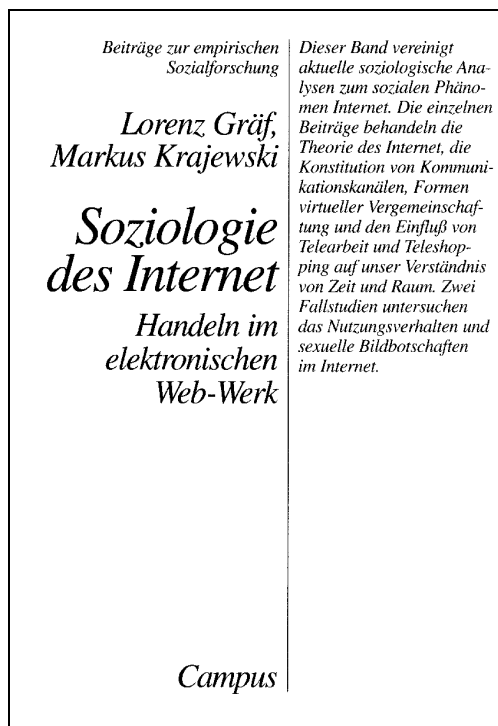 Beiträge zur empirischen
Sozialforschung
Lorenz Gräf,
Markus Krajewski
Soziologie
des Internet
Handeln im
elektronischen
Web-Werk
Campus
Dieser Band vereinigt
aktuelle soziologische Ana-
lysen zum sozialen Phäno-
men Internet. Die einzelnen
Beiträge behandeln die
Theorie des Internet, die
Konstitution von Kommuni-
kationskanälen, Formen
virtueller Vergemeinschaf-
tung und den Einfluß von
Telearbeit und Teleshop-
ping auf unser Verständnis
von Zeit und Raum. Zwei
Fallstudien untersuchen
das Nutzungsverhalten und
sexuelle Bildbotschaften
im Internet.